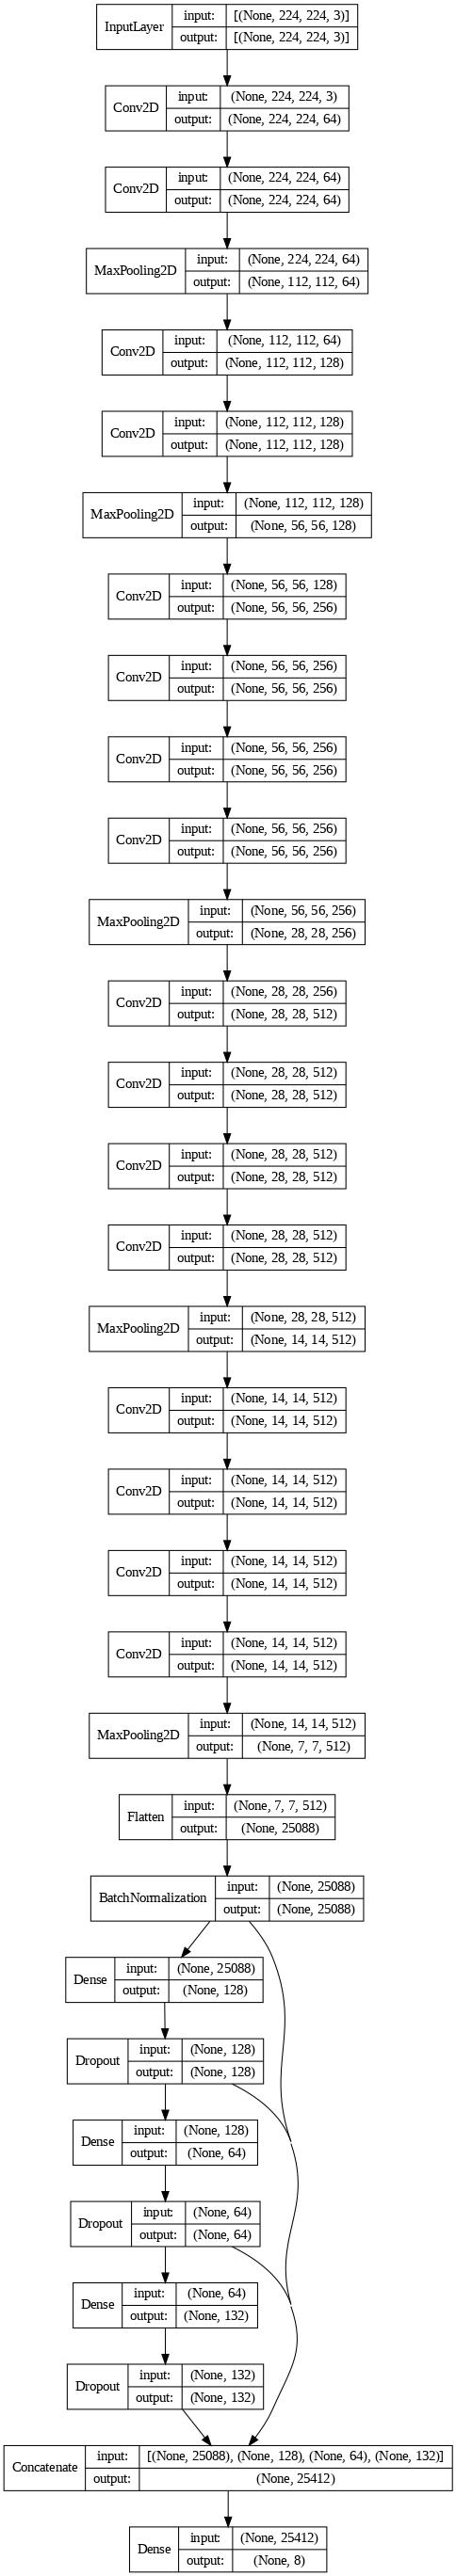 InputLayer input: [(None, 224, 224, 3)]
output: [(None, 224, 224, 3)]
Conv2D input: (None, 224, 224, 3)
output: (None, 224, 224, 64)
Conv2D input: (None, 224, 224, 64)
output: (None, 224, 224, 64)
MaxPooling2D input: (None, 224, 224, 64)
output: (None, 112, 112, 64)
Conv2D input: (None, 112, 112, 64)
output: (None, 112, 112, 128)
Conv2D input: (None, 112, 112, 128)
output: (None, 112, 112, 128)
MaxPooling2D input: (None, 112, 112, 128)
output: (None, 56, 56, 128)
Conv2D input: (None, 56, 56, 128)
output: (None, 56, 56, 256)
Conv2D input: (None, 56, 56, 256)
output: (None, 56, 56, 256)
Conv2D input: (None, 56, 56, 256)
output: (None, 56, 56, 256)
Conv2D input: (None, 56, 56, 256)
output: (None, 56, 56, 256)
MaxPooling2D input: (None, 56, 56, 256)
output: (None, 28, 28, 256)
Conv2D input: (None, 28, 28, 256)
output: (None, 28, 28, 512)
Conv2D input: (None, 28, 28, 512)
output: (None, 28, 28, 512)
Conv2D input: (None, 28, 28, 512)
output: (None, 28, 28, 512)
Conv2D input: (None, 28, 28, 512)
output: (None, 28, 28, 512)
MaxPooling2D input: (None, 28, 28, 512)
output: (None, 14, 14, 512)
Conv2D input: (None, 14, 14, 512)
output: (None, 14, 14, 512)
Conv2D input: (None, 14, 14, 512)
output: (None, 14, 14, 512)
Conv2D input: (None, 14, 14, 512)
output: (None, 14, 14, 512)
Conv2D input: (None, 14, 14, 512)
output: (None, 14, 14, 512)
MaxPooling2D input: (None, 14, 14, 512)
output: (None, 7, 7, 512)
Flatten input: (None, 7, 7, 512)
output: (None, 25088)
BatchNormalization input: (None, 25088)
output: (None, 25088)
Dense input: (None, 25088)
output: (None, 128)
Dropout input: (None, 128)
output: (None, 128)
Dense input: (None, 128)
output: (None, 64)
Dropout input: (None, 64)
output: (None, 64)
Dense input: (None, 64)
output: (None, 132)
Dropout input: (None, 132)
output: (None, 132)
Concatenate input: [(None, 25088), (None, 128), (None, 64), (None, 132)]
output: (None, 25412)
Dense input: (None, 25412)
output: (None, 8)